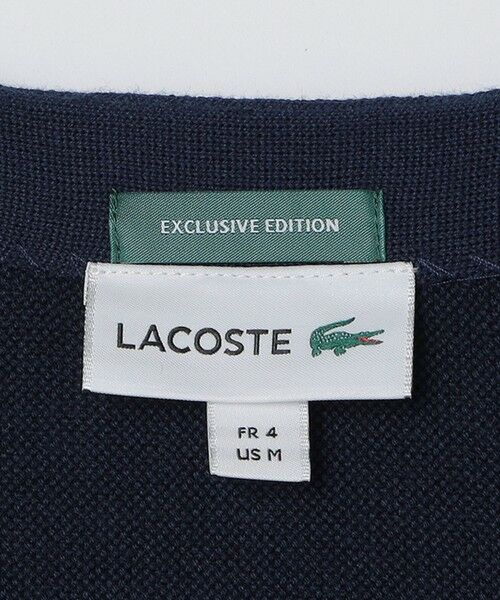 EXCLUSIVE EDITION
LACOSTE
FR 4
US M